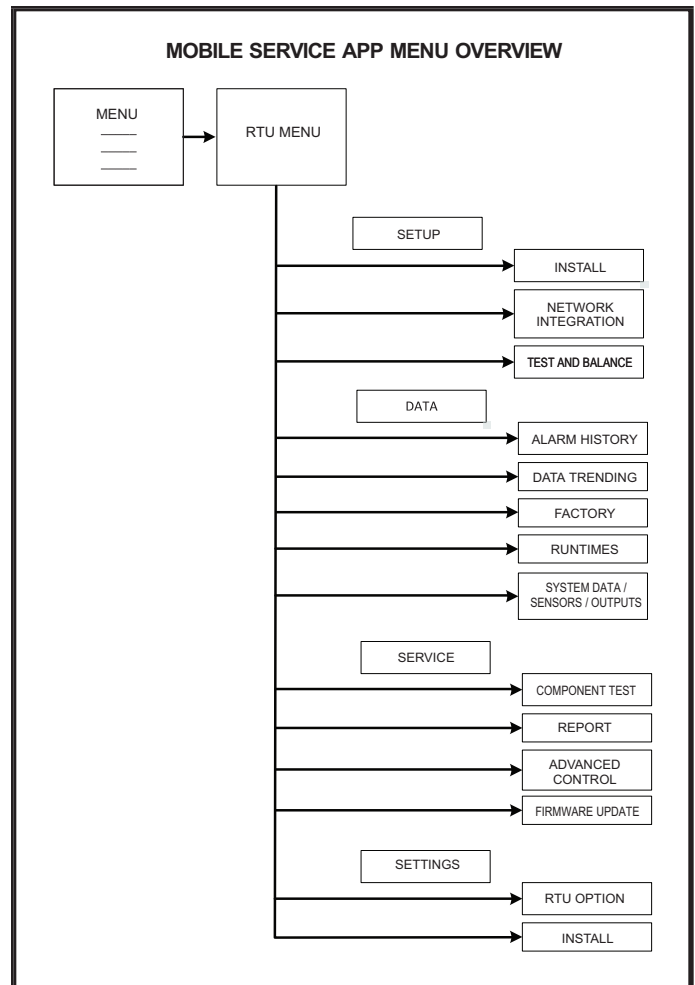 MOBILE SERVICE APP MENU OVERVIEW
MENU
RTU MENU
SETUP
INSTALL
NETWORK
INTEGRATION
TEST AND BALANCE
DATA
ALARM HISTORY
DATA TRENDING
FACTORY
RUNTIMES
SYSTEM DATA /
SENSORS / OUTPUTS
SERVICE
COMPONENT TEST
REPORT
ADVANCED
CONTROL
FIRMWARE UPDATE
SETTINGS
RTU OPTION
INSTALL